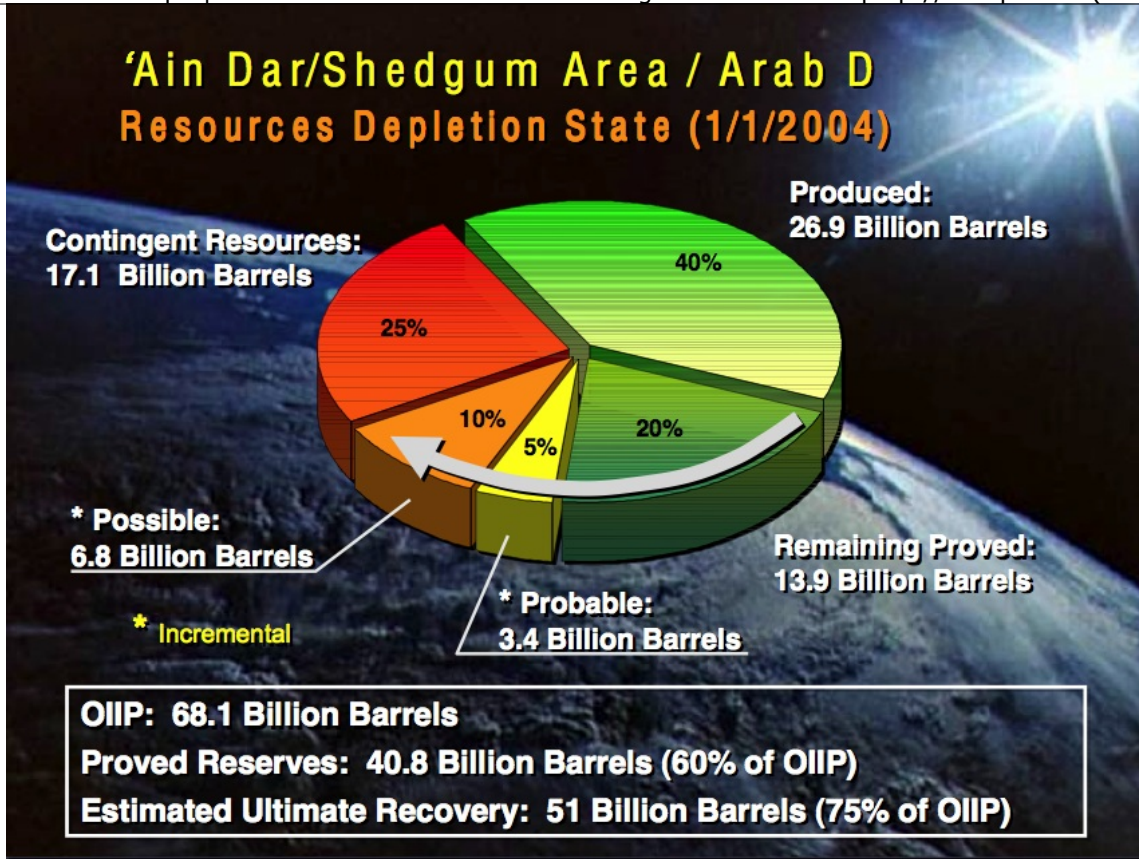 ‘Ain Dar/Shedgum Area / Arab D
Resources Depletion State (1/1/2004)
Produced:
26.9 Billion Barrels
Contingent Resources:
17.1 Billion Barrels
40%
25%
10%
5%
20%
* Possible:
6.8 Billion Barrels
Remaining Proved:
13.9 Billion Barrels
* Probable:
3.4 Billion Barrels
* Incremental
OIIP: 68.1 Billion Barrels
Proved Reserves: 40.8 Billion Barrels (60% of OIIP)
Estimated Ultimate Recovery: 51 Billion Barrels (75% of OIIP)